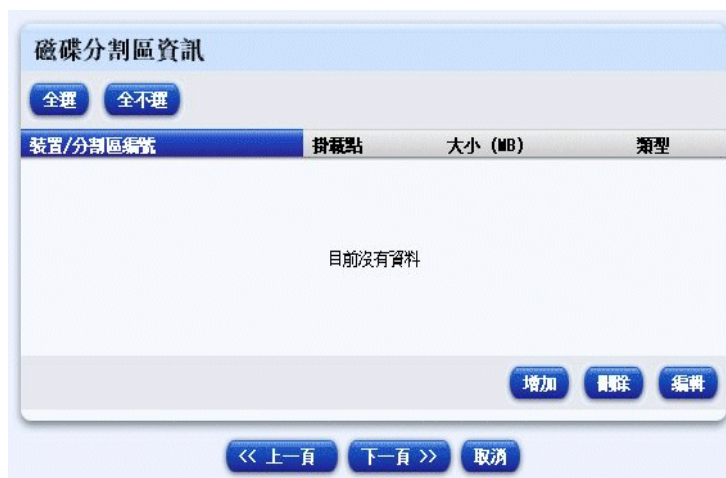 磁碟分割區資訊
全選 全不選
裝置/分割區編號 掛載點 大小 (MB) 類型
目前沒有資料
增加 刪除 編輯
<< 上一頁 下一頁 >> 取消